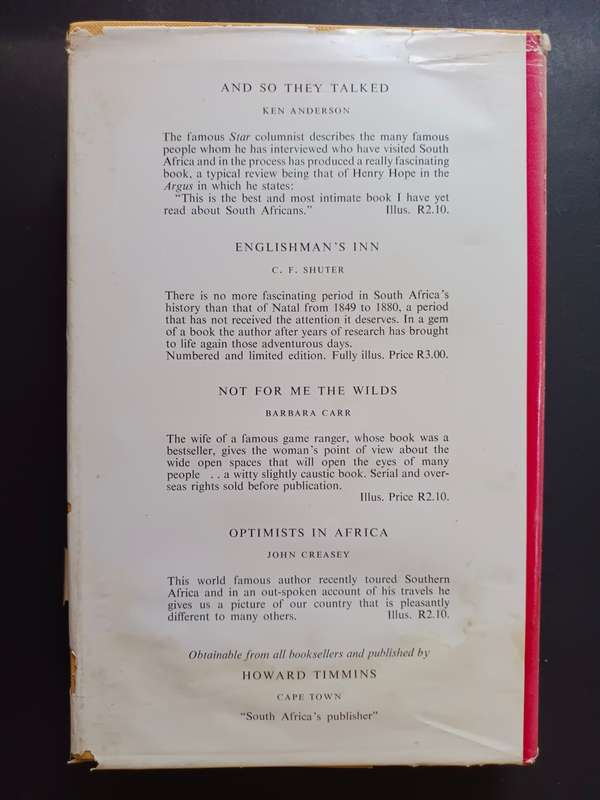 AND SO THEY TALKED
KEN ANDERSON
The famous Star columnist describes the many famous
people whom he has interviewed who have visited South
Africa and in the process has produced a really fascinating
book, a typical review being that of Henry Hope in the
Argus in which he states:
"This is the best and most intimate book I have yet
read about South Africans." Illus. R2.10.
ENGLISHMAN'S INN
C. F. SHUTER
There is no more fascinating period in South Africa's
history than that of Natal from 1849 to 1880, a period
that has not received the attention it deserves. In a gem
of a book the author after years of research has brought
to life again those adventurous days.
Numbered and limited edition. Fully illus. Price R3.00.
NOT FOR ME THE WILDS
BARBARA CARR
The wife of a famous game ranger, whose book was a
bestseller, gives the woman's point of view about the
wide open spaces that will open the eyes of many
people . . a witty slightly caustic book. Serial and over-
seas rights sold before publication.
Illus. Price R2.10.
OPTIMISTS IN AFRICA
JOHN CREASEY
This world famous author recently toured Southern
Africa and in an out-spoken account of his travels he
gives us a picture of our country that is pleasantly
different to many others. Illus. R2.10.
Obtainable from all booksellers and published by
HOWARD TIMMINS
CAPE TOWN
"South Africa's publisher"